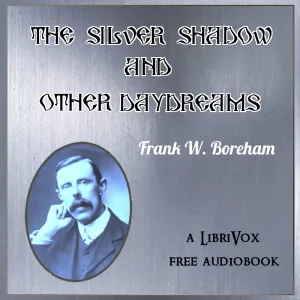 THE SILVER SHADOW
AND
OTHER DAYDREAMS
Frank W. Boreham
A LIBRIVOX
FREE AUDIOBOOK